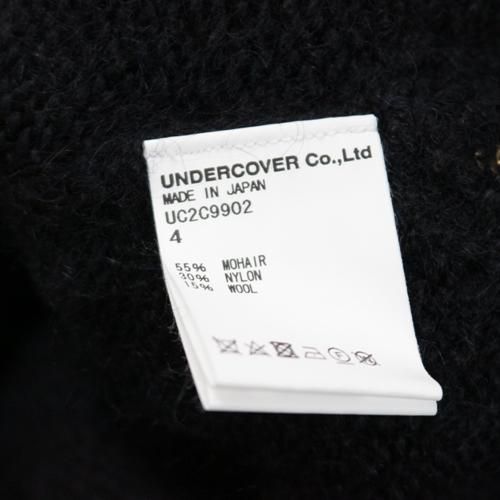 UNDERCOVER Co.,Ltd
MADE IN JAPAN
UC2C9902
4
55% MOHAIR
30% NYLON
15% WOOL